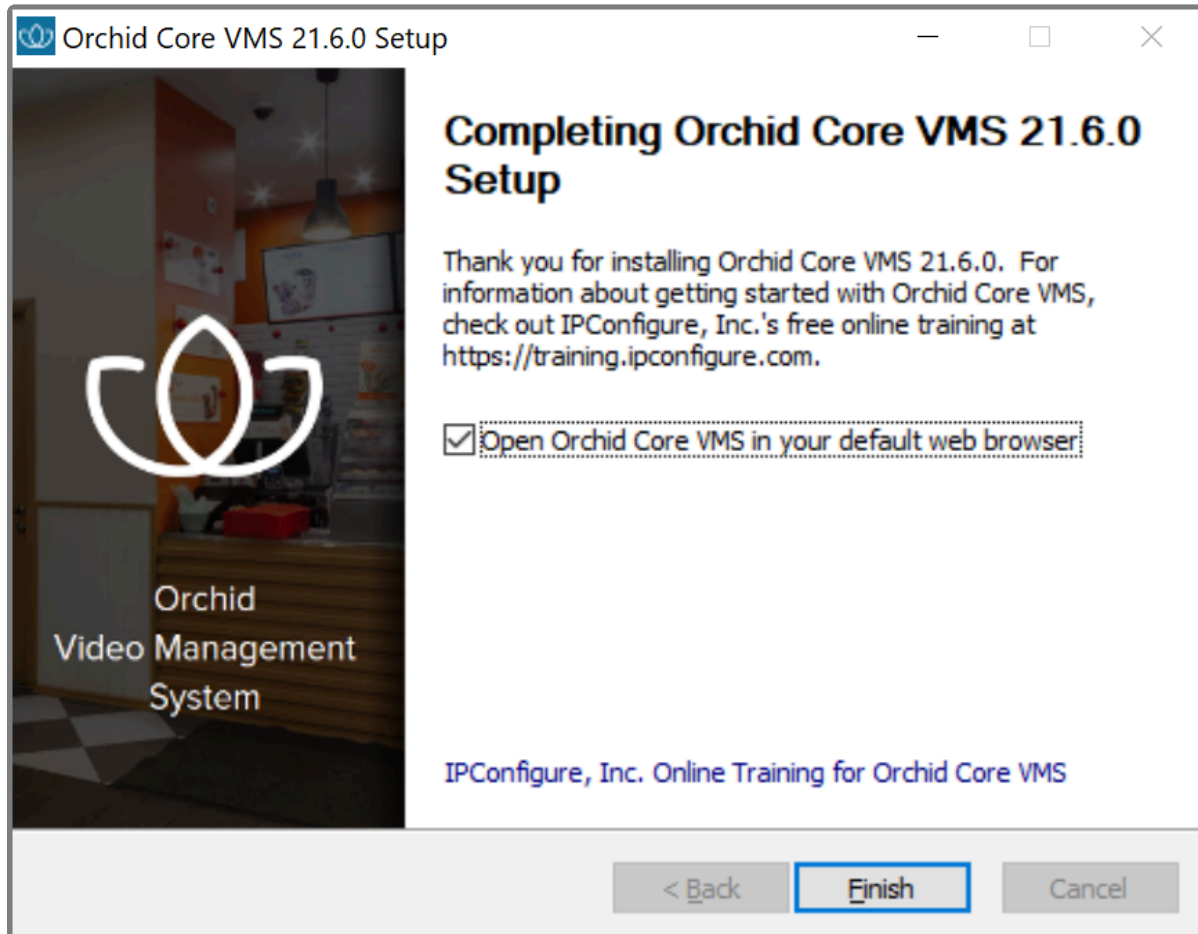 Orchid Core VMS 21.6.0 Setup
Completing Orchid Core VMS 21.6.0
Setup
Thank you for installing Orchid Core VMS 21.6.0. For
information about getting started with Orchid Core VMS,
check out IPConfigure, Inc.'s free online training at
https://training.ipconfigure.com.
Open Orchid Core VMS in your default web browser
Orchid
Video Management
System
IPConfigure, Inc. Online Training for Orchid Core VMS
< Back
Finish
Cancel